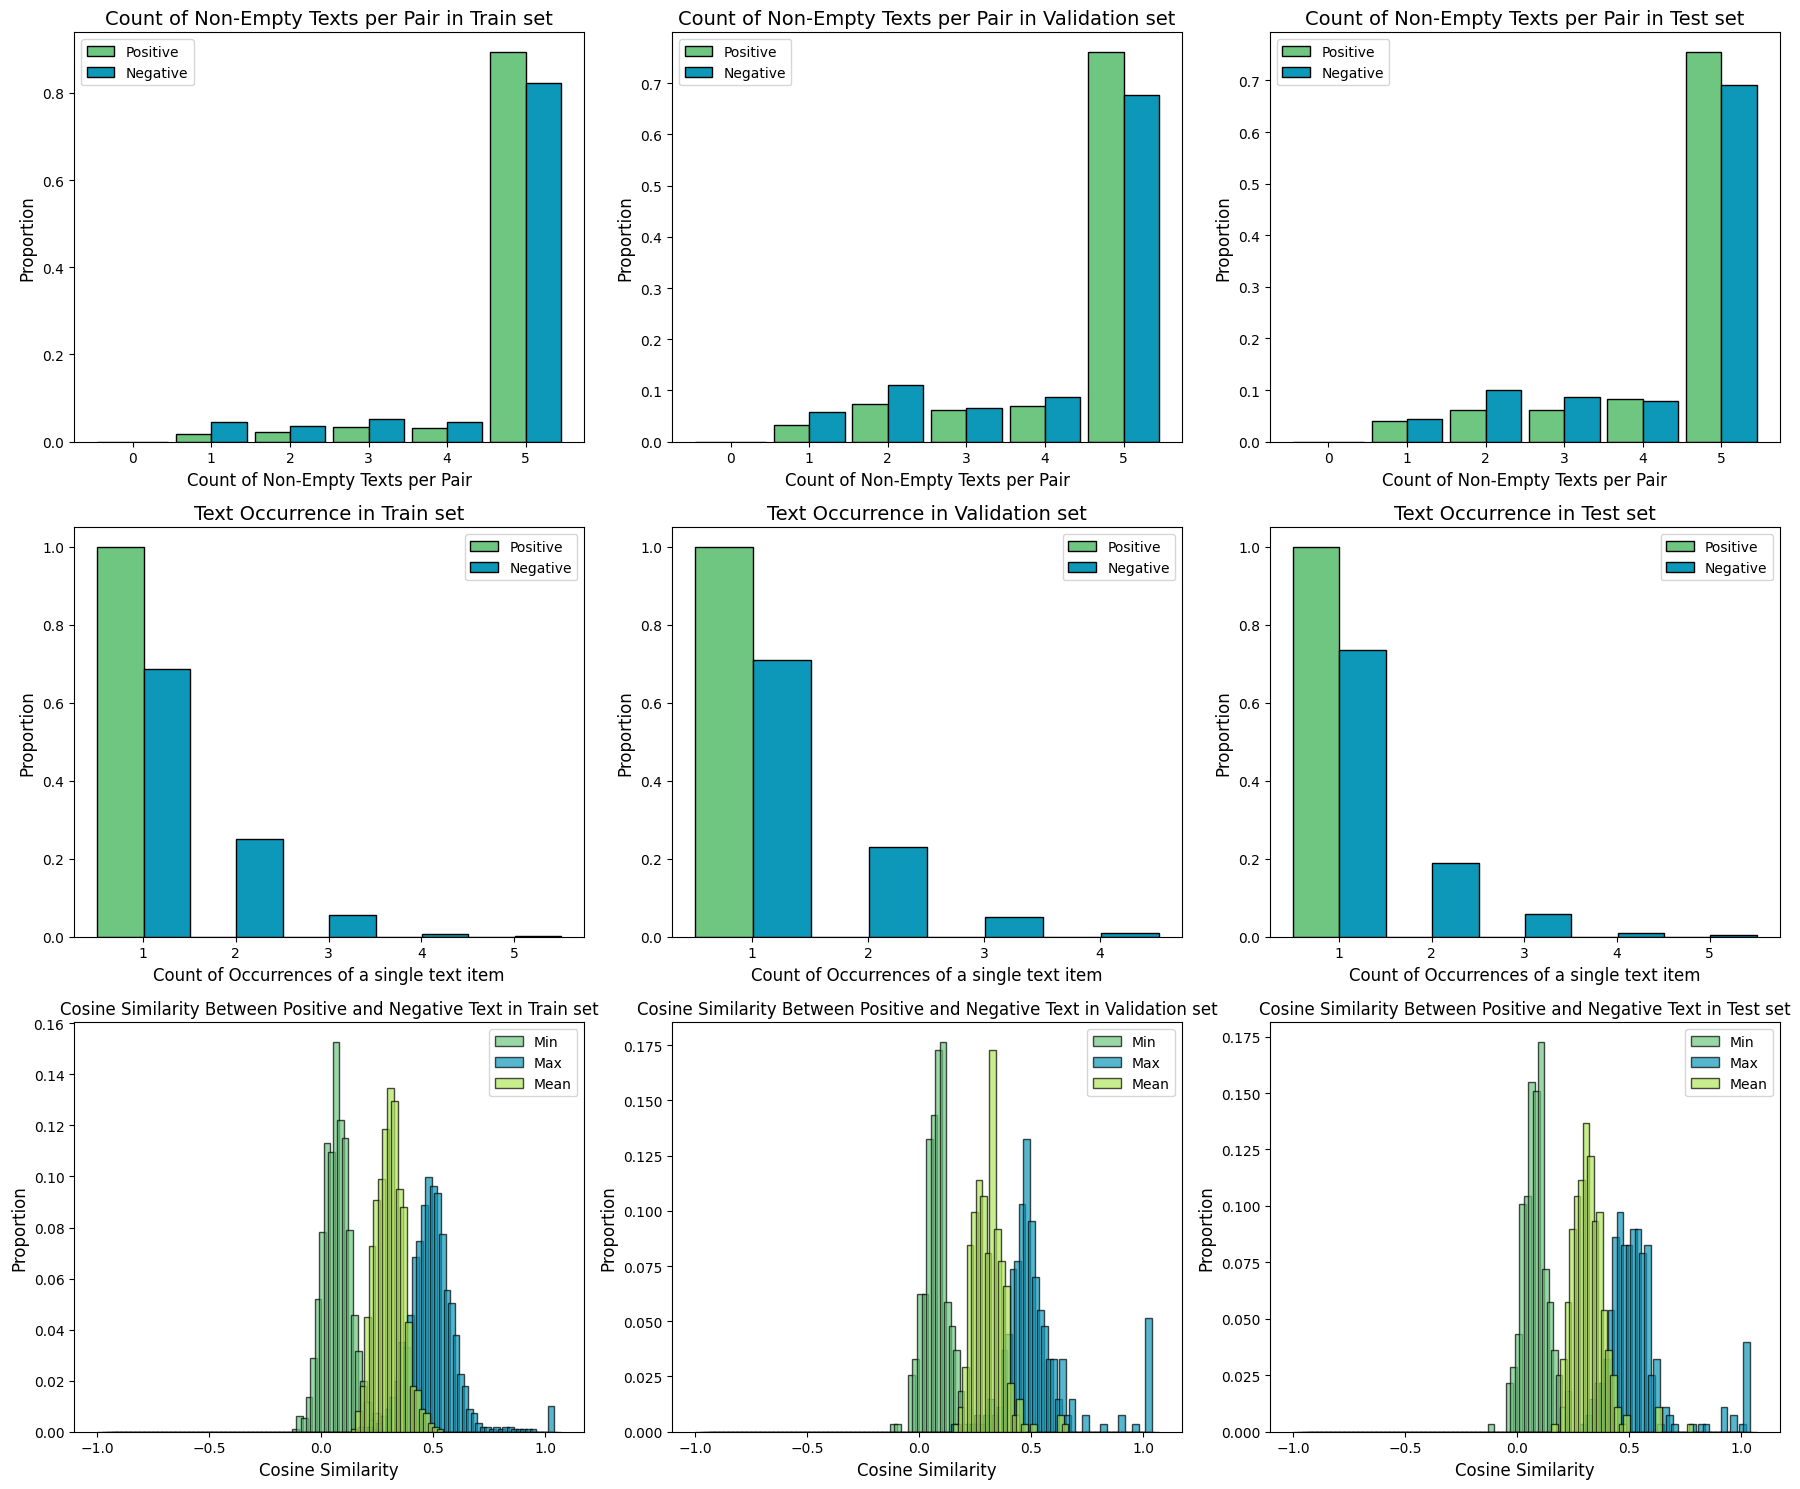 Count of Non-Empty Texts per Pair in Train set
Positive
Negative
Proportion
0.8
0.6
0.4
0.2
0.0
0 1 2 3 4 5
Count of Non-Empty Texts per Pair
Count of Non-Empty Texts per Pair in Validation set
Positive
Negative
Proportion
0.7
0.6
0.5
0.4
0.3
0.2
0.1
0.0
0 1 2 3 4 5
Count of Non-Empty Texts per Pair
Count of Non-Empty Texts per Pair in Test set
Positive
Negative
Proportion
0.7
0.6
0.5
0.4
0.3
0.2
0.1
0.0
0 1 2 3 4 5
Count of Non-Empty Texts per Pair
Text Occurrence in Train set
Positive
Negative
Proportion
1.0
0.8
0.6
0.4
0.2
0.0
1 2 3 4 5
Count of Occurrences of a single text item
Text Occurrence in Validation set
Positive
Negative
Proportion
1.0
0.8
0.6
0.4
0.2
0.0
1 2 3 4
Count of Occurrences of a single text item
Text Occurrence in Test set
Positive
Negative
Proportion
1.0
0.8
0.6
0.4
0.2
0.0
1 2 3 4 5
Count of Occurrences of a single text item
Cosine Similarity Between Positive and Negative Text in Train set
Min
Max
Mean
Proportion
0.16
0.14
0.12
0.10
0.08
0.06
0.04
0.02
0.00
−1.0 −0.5 0.0 0.5 1.0
Cosine Similarity
Cosine Similarity Between Positive and Negative Text in Validation set
Min
Max
Mean
Proportion
0.175
0.150
0.125
0.100
0.075
0.050
0.025
0.000
−1.0 −0.5 0.0 0.5 1.0
Cosine Similarity
Cosine Similarity Between Positive and Negative Text in Test set
Min
Max
Mean
Proportion
0.175
0.150
0.125
0.100
0.075
0.050
0.025
0.000
−1.0 −0.5 0.0 0.5 1.0
Cosine Similarity